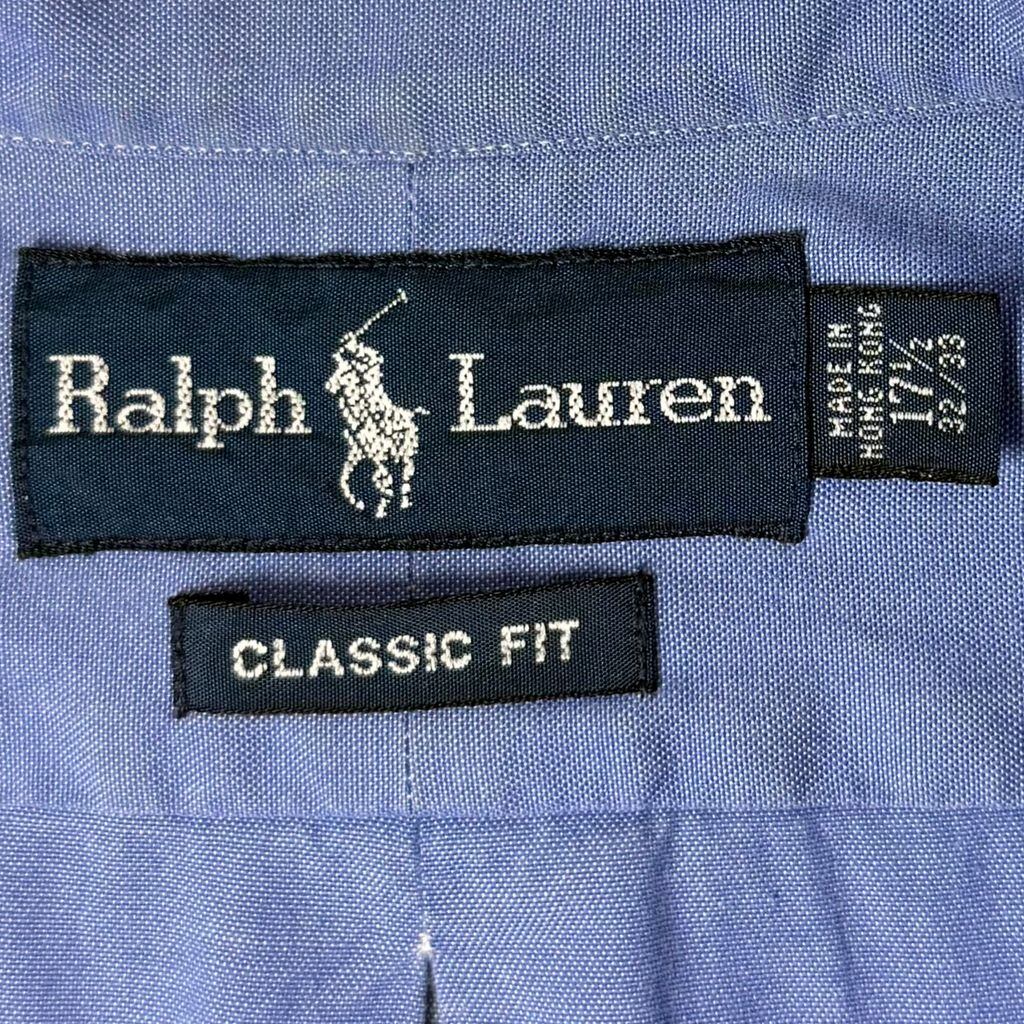 Ralph Lauren
MADE IN
HONG KONG
17½
32/33
CLASSIC FIT